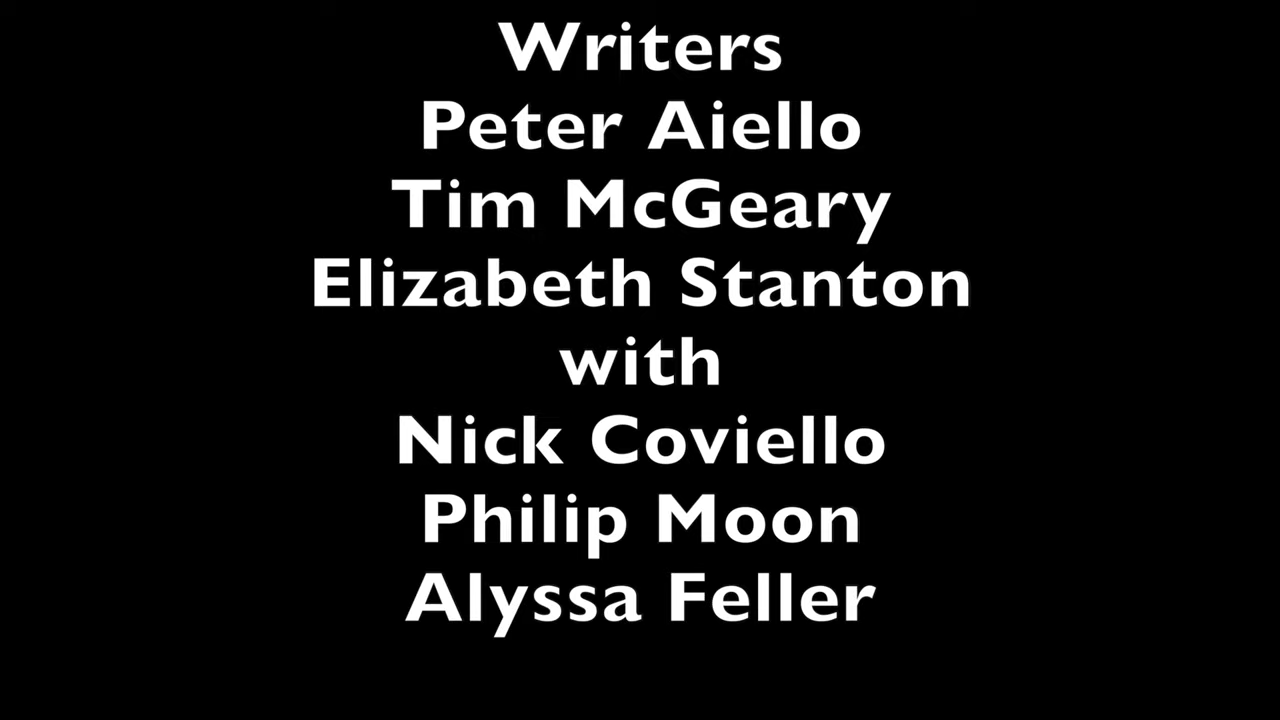 Writers
Peter Aiello
Tim McGeary
Elizabeth Stanton
with
Nick Coviello
Philip Moon
Alyssa Feller